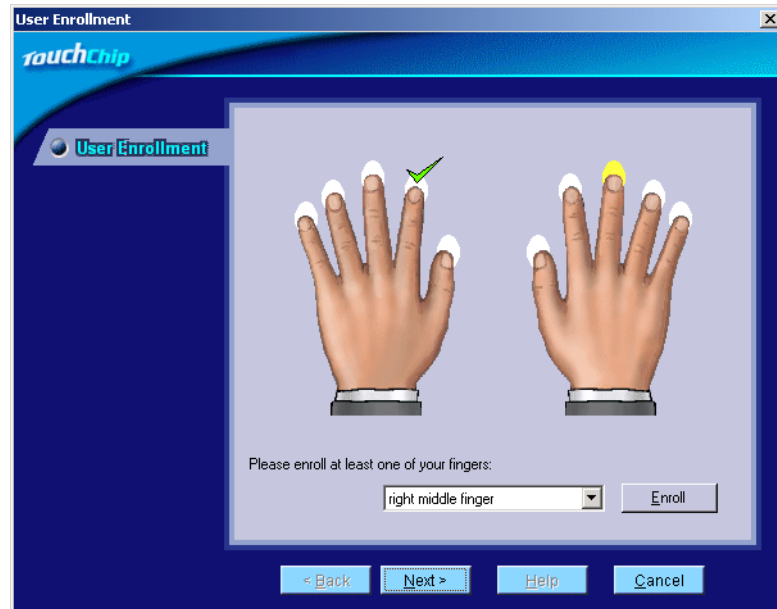 User Enrollment
TouchChip
User Enrollment
Please enroll at least one of your fingers:
right middle finger
Enroll
< Back
Next >
Help
Cancel